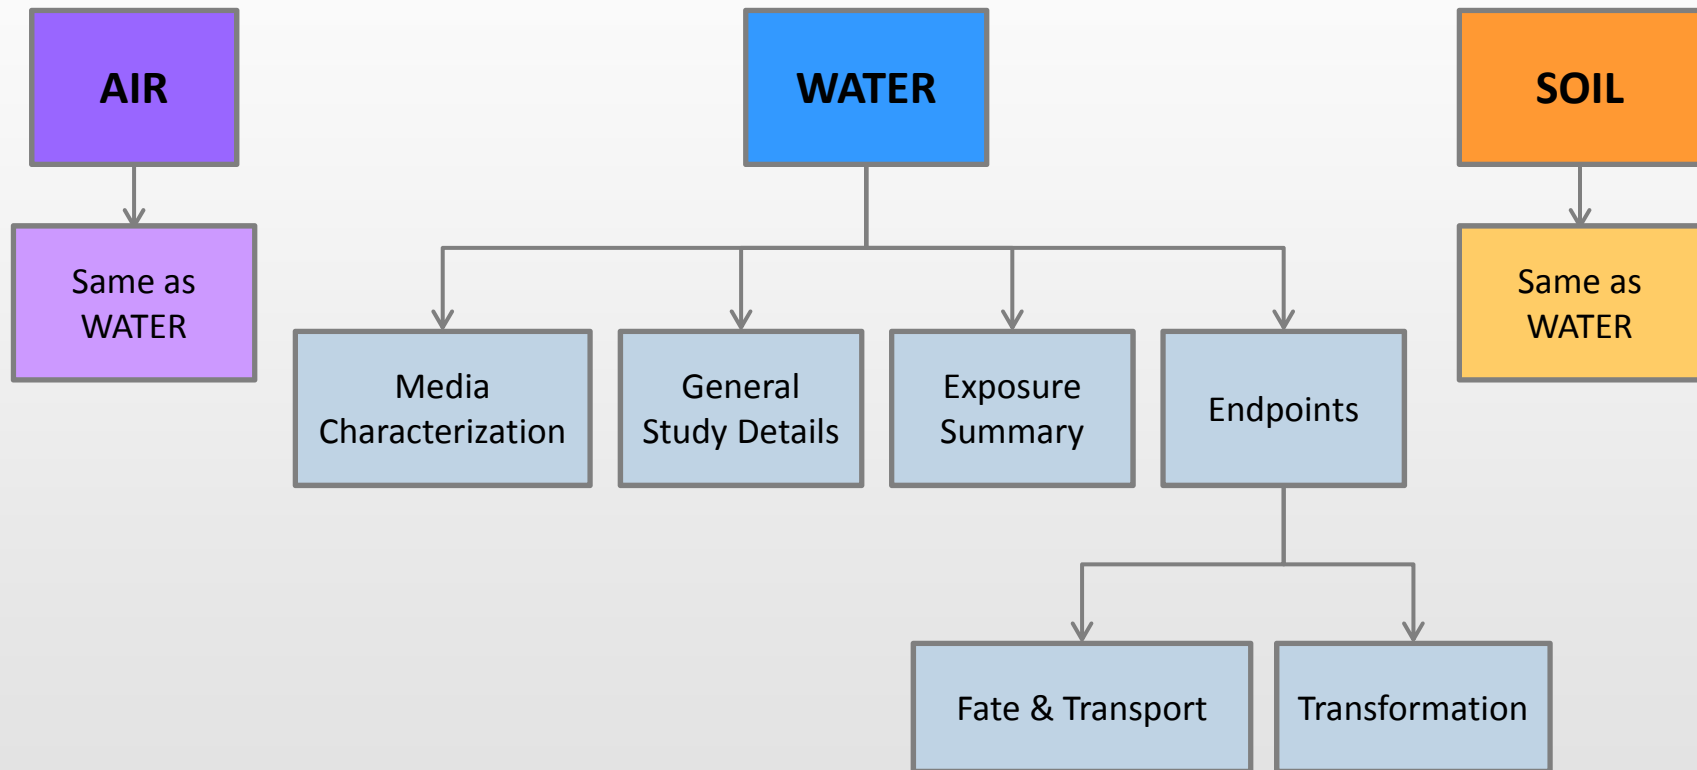 AIR
WATER
SOIL
Same as
WATER
Same as
WATER
Media
Characterization
General
Study Details
Exposure
Summary
Endpoints
Fate & Transport
Transformation